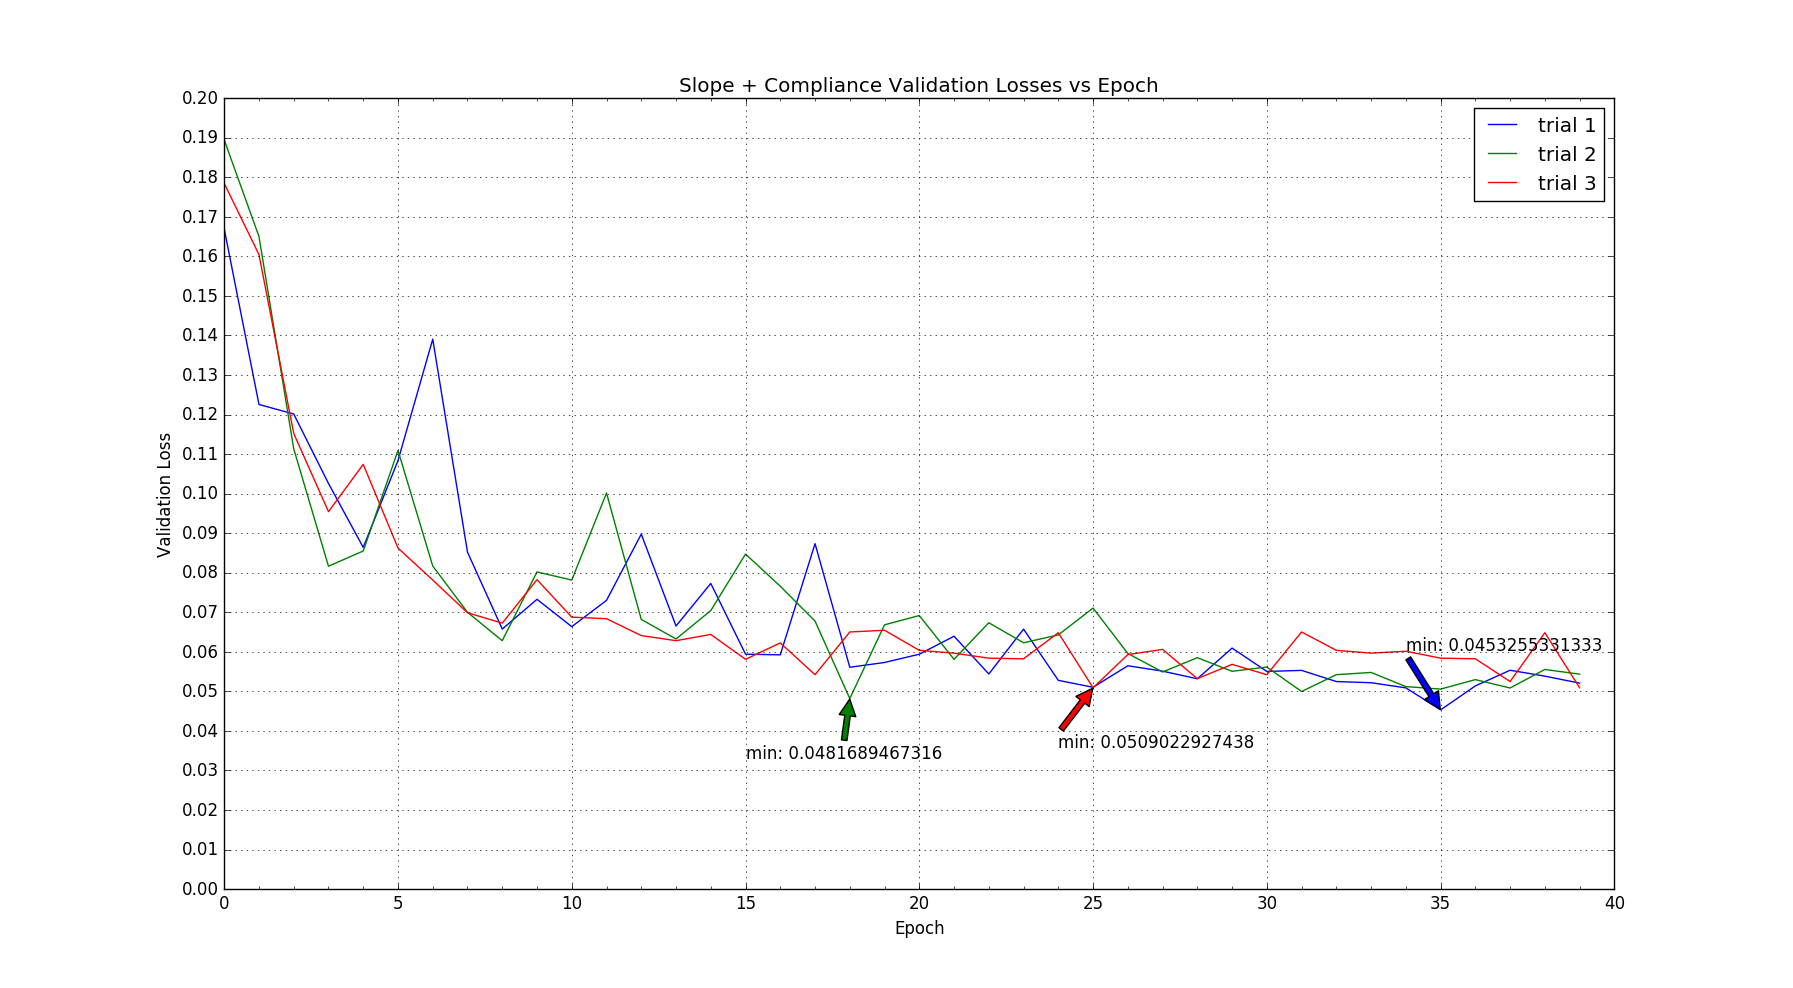 Slope + Compliance Validation Losses vs Epoch
0.20
0.19
0.18
0.17
0.16
0.15
0.14
0.13
0.12
0.11
0.10
0.09
0.08
0.07
0.06
0.05
0.04
0.03
0.02
0.01
0.00
Validation Loss
trial 1
trial 2
trial 3
min: 0.0453255331333
min: 0.0509022927438
min: 0.0481689467316
0 5 10 15 20 25 30 35 40
Epoch